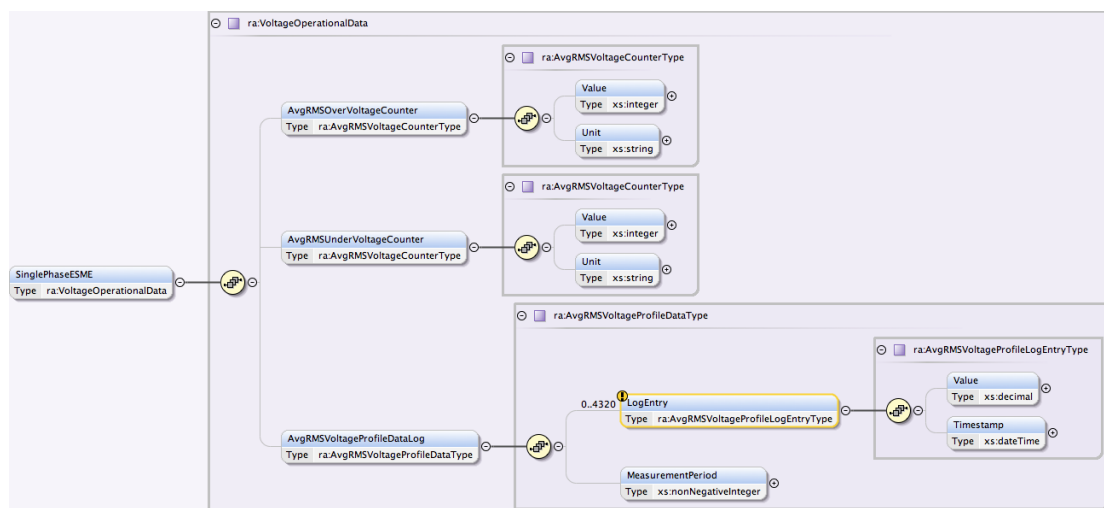 ra:VoltageOperationalData
ra:AvgRMSVoltageCounterType
Value
Type xs:integer
AvgRMSOverVoltageCounter
Type ra:AvgRMSVoltageCounterType
Unit
Type xs:string
ra:AvgRMSVoltageCounterType
Value
Type xs:integer
AvgRMSUnderVoltageCounter
Type ra:AvgRMSVoltageCounterType
Unit
Type xs:string
SinglePhaseESME
Type ra:VoltageOperationalData
ra:AvgRMSVoltageProfileDataType
ra:AvgRMSVoltageProfileLogEntryType
Value
Type xs:decimal
0..4320
LogEntry
Type ra:AvgRMSVoltageProfileLogEntryType
Timestamp
Type xs:dateTime
AvgRMSVoltageProfileDataLog
Type ra:AvgRMSVoltageProfileDataType
MeasurementPeriod
Type xs:nonNegativeInteger